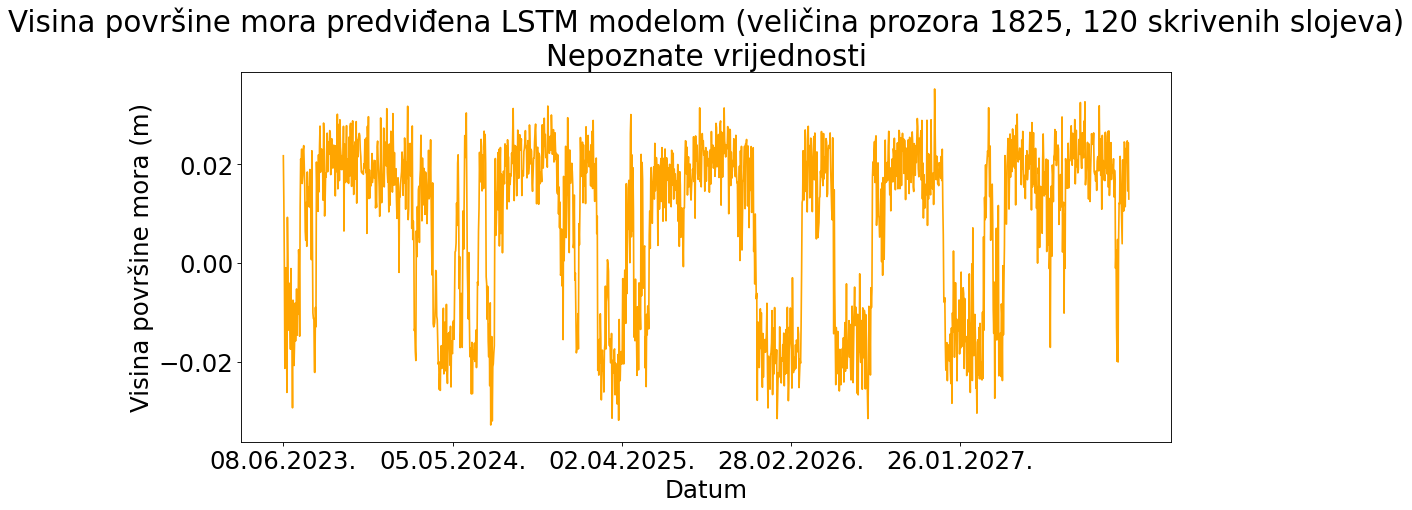 Visina površine mora predviđena LSTM modelom (veličina prozora 1825, 120 skrivenih slojeva)
Nepoznate vrijednosti
Visina površine mora (m)
0.02
0.00
−0.02
08.06.2023. 05.05.2024. 02.04.2025. 28.02.2026. 26.01.2027.
Datum